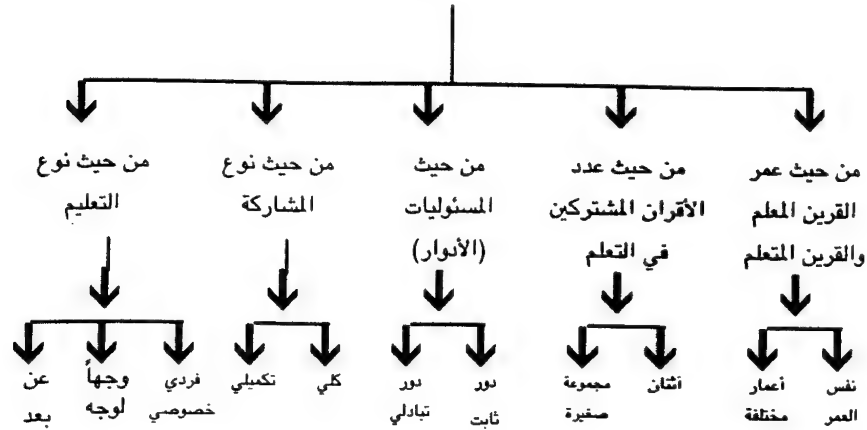 من حيث عمر
القرين المعلم
والقرين المتعلم
من حيث عدد
الأقران المشتركين
في التعلم
من حيث
المسئوليات
(الأدوار)
من حيث نوع
المشاركة
من حيث نوع
التعليم
نفس
العمر
أعمار
مختلفة
اثنان
مجموعة
صغيرة
دور
ثابت
دور
تبادلي
كلي
تكميلي
فردي
خصوصي
وجهاً
لوجه
عن
بعد